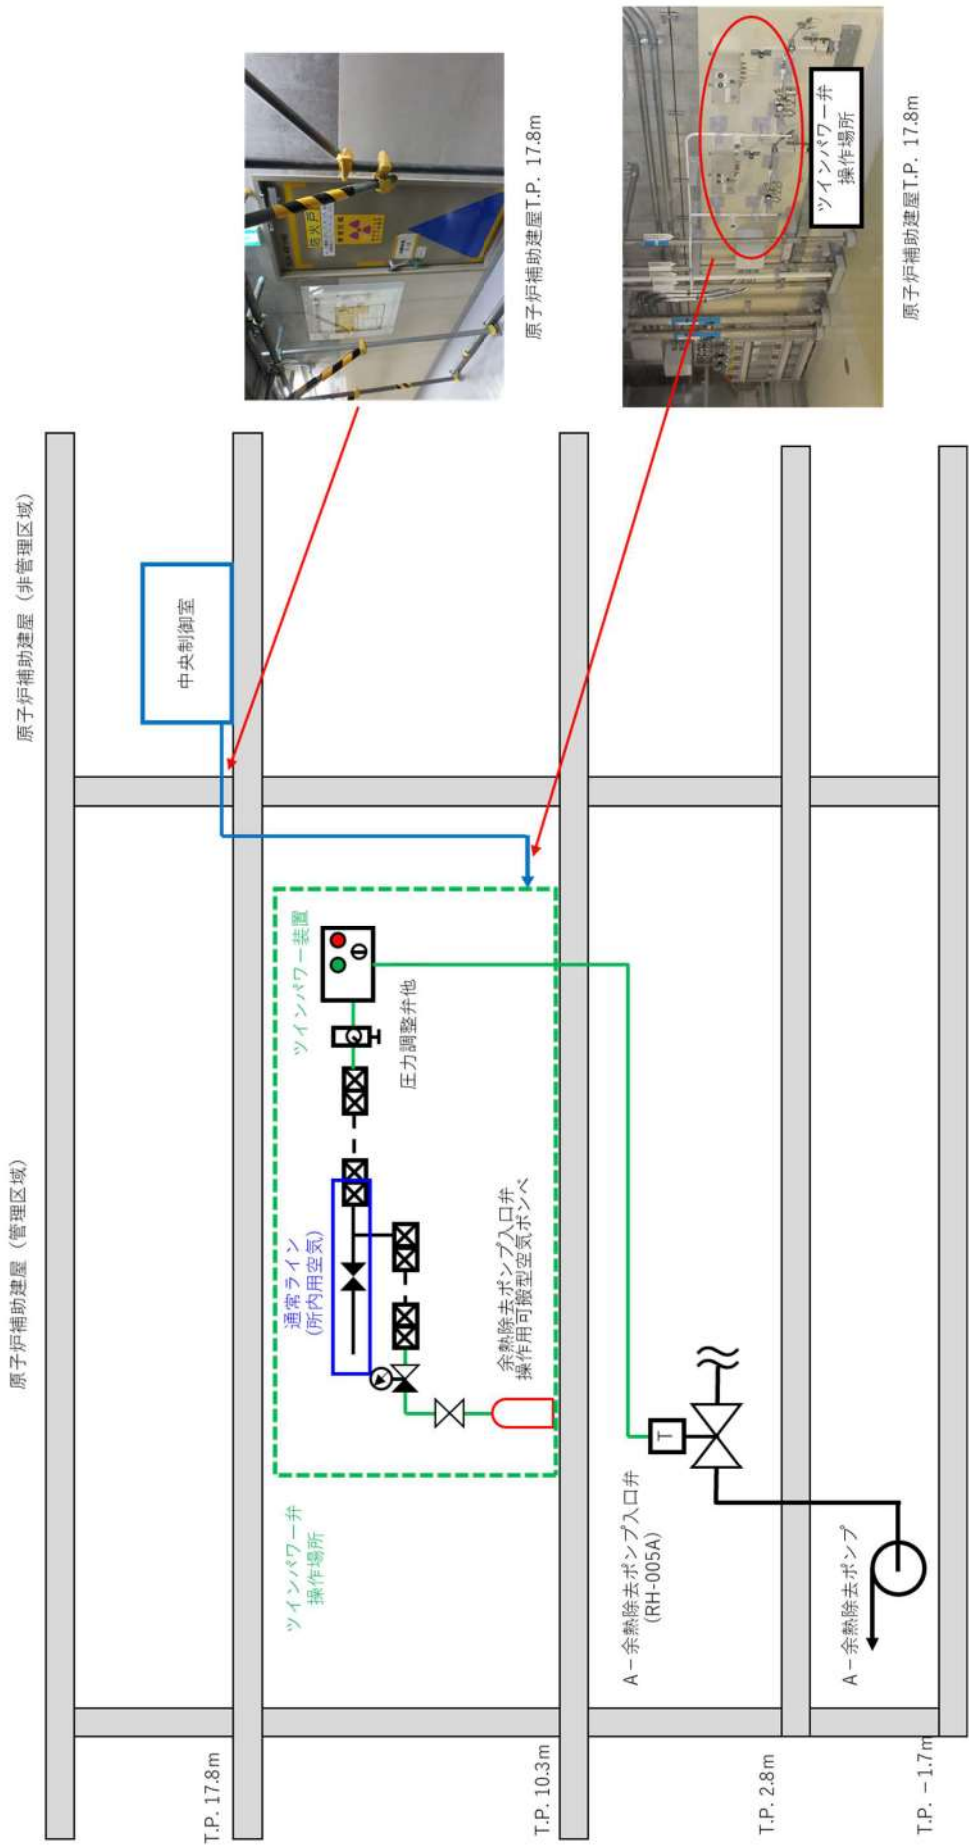 原子炉補助建屋（管理区域）
原子炉補助建屋（非管理区域）
中央制御室
T.P. 17.8m
ツインパワー弁
操作場所
通常ライン
(所内用空気)
ツインパワー装置
圧力調整弁他
余熱除去ポンプ入口弁
操作用可搬型空気ボンベ
T.P. 10.3m
A－余熱除去ポンプ入口弁
(RH-005A)
T
T.P. 2.8m
A－余熱除去ポンプ
T.P. －1.7m
防火戸
原子炉補助建屋T.P. 17.8m
ツインパワー弁
操作場所
原子炉補助建屋T.P. 17.8m